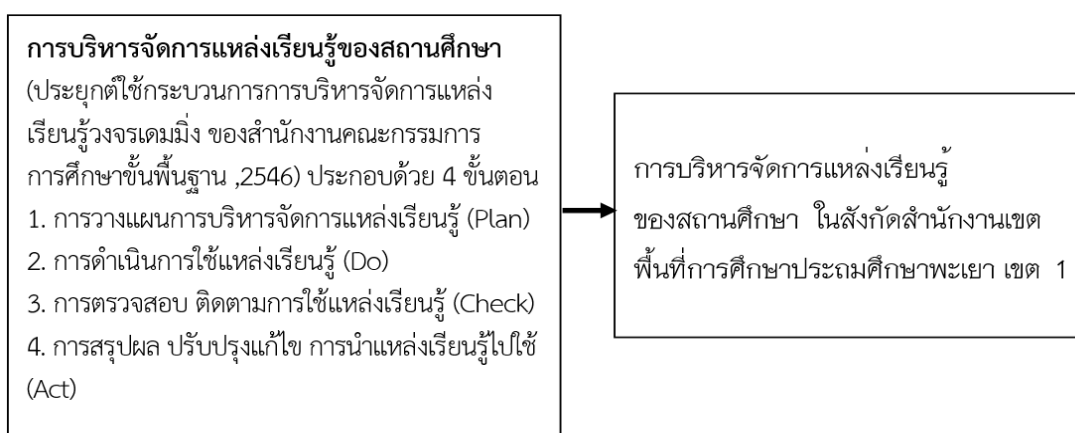 การบริหารจัดการแหล่งเรียนรู้ของสถานศึกษา
(ประยุกต์ใช้กระบวนการการบริหารจัดการแหล่ง
เรียนรู้วงจรเดมมิ่ง ของสำนักงานคณะกรรมการ
การศึกษาขั้นพื้นฐาน ,2546) ประกอบด้วย 4 ขั้นตอน
1. การวางแผนการบริหารจัดการแหล่งเรียนรู้ (Plan)
2. การดำเนินการใช้แหล่งเรียนรู้ (Do)
3. การตรวจสอบ ติดตามการใช้แหล่งเรียนรู้ (Check)
4. การสรุปผล ปรับปรุงแก้ไข การนำแหล่งเรียนรู้ไปใช้
(Act)
การบริหารจัดการแหล่งเรียนรู้
ของสถานศึกษา ในสังกัดสำนักงานเขต
พื้นที่การศึกษาประถมศึกษาพะเยา เขต 1